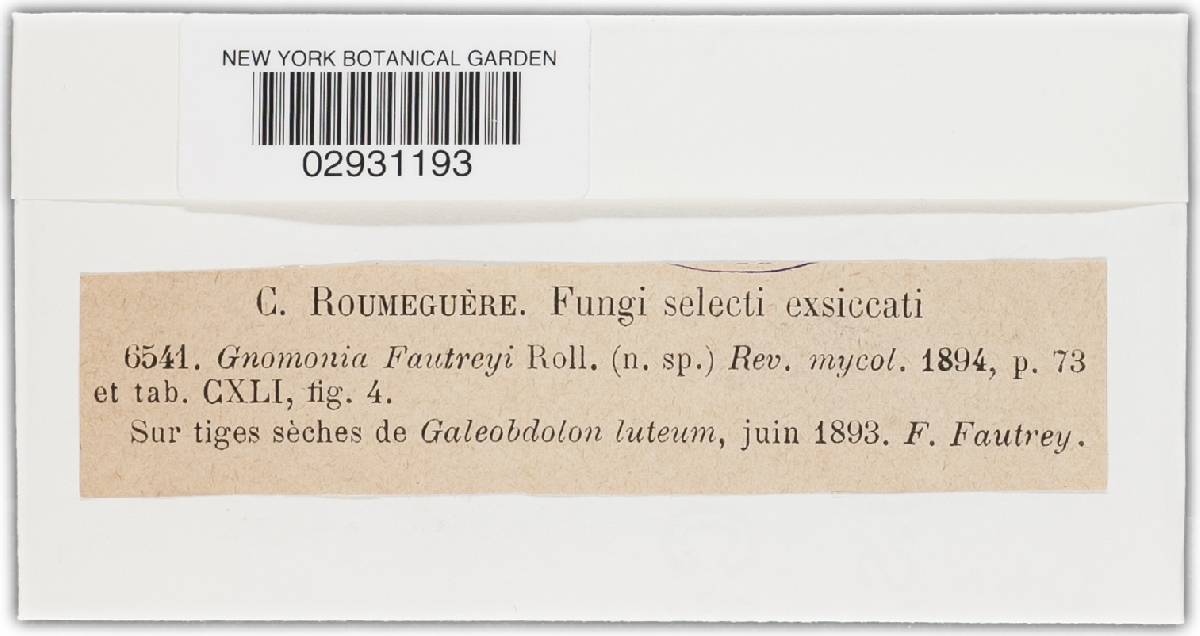 NEW YORK BOTANICAL GARDEN
02931193
C. ROUMEGUÈRE. Fungi selecti exsiccati
6541. Gnomonia Fautreyi Roll. (n. sp.) Rev. mycol. 1894, p. 73
et tab. CXLI, fig. 4.
Sur tiges sèches de Galeobdolon luteum, juin 1893. F. Fautrey.